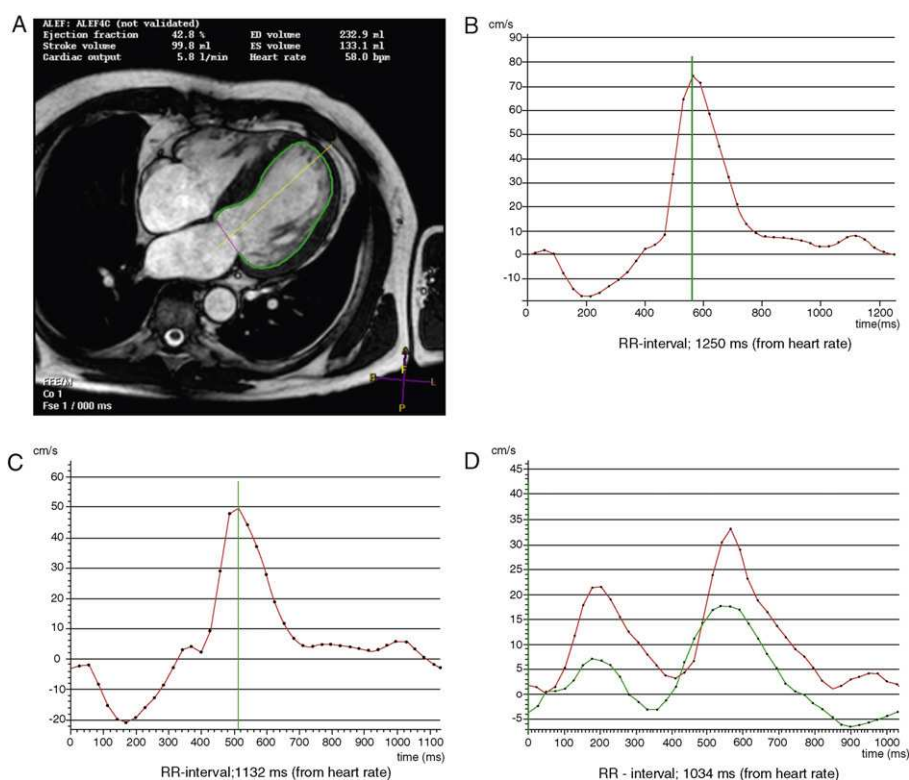 A
ALEF: ALEF4C (not validated)
Ejection fraction 42.8 % ED volume 232.9 ml
Stroke volume 99.8 ml ES volume 133.1 ml
Cardiac output 5.8 l/min Heart rate 58.0 bpm
Co 1
Fse 1 / 000 ms
F
L
P
B
cm/s
90
80
70
60
50
40
30
20
10
0
-10
0 200 400 600 800 1000 1200
time(ms)
RR-interval; 1250 ms (from heart rate)
C
cm/s
60
50
40
30
20
10
0
-10
-20
0 100 200 300 400 500 600 700 800 900 1000 1100
time (ms)
RR-interval;1132 ms (from heart rate)
D
cm/s
45
40
35
30
25
20
15
10
5
0
-5
0 100 200 300 400 500 600 700 800 900 1000
time (ms)
RR - interval; 1034 ms (from heart rate)